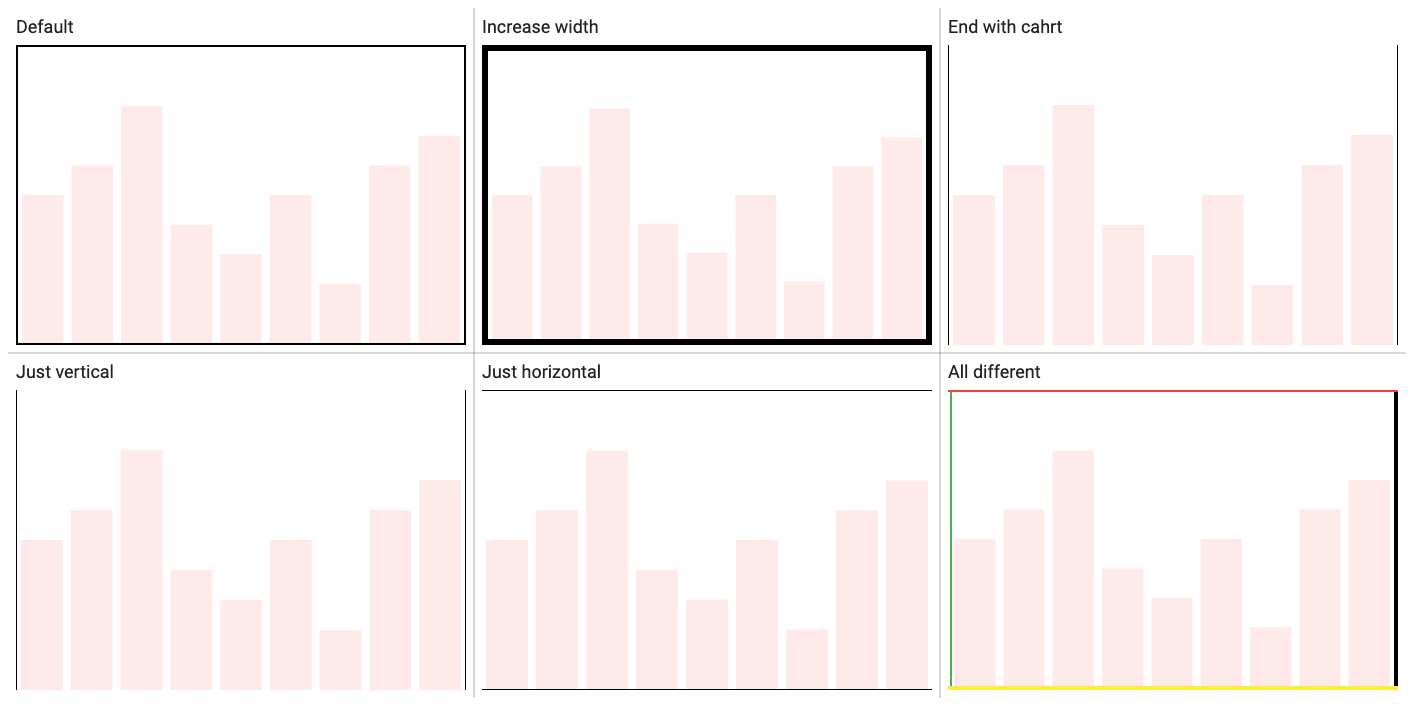 Default
Increase width
End with cahrt
Just vertical
Just horizontal
All different